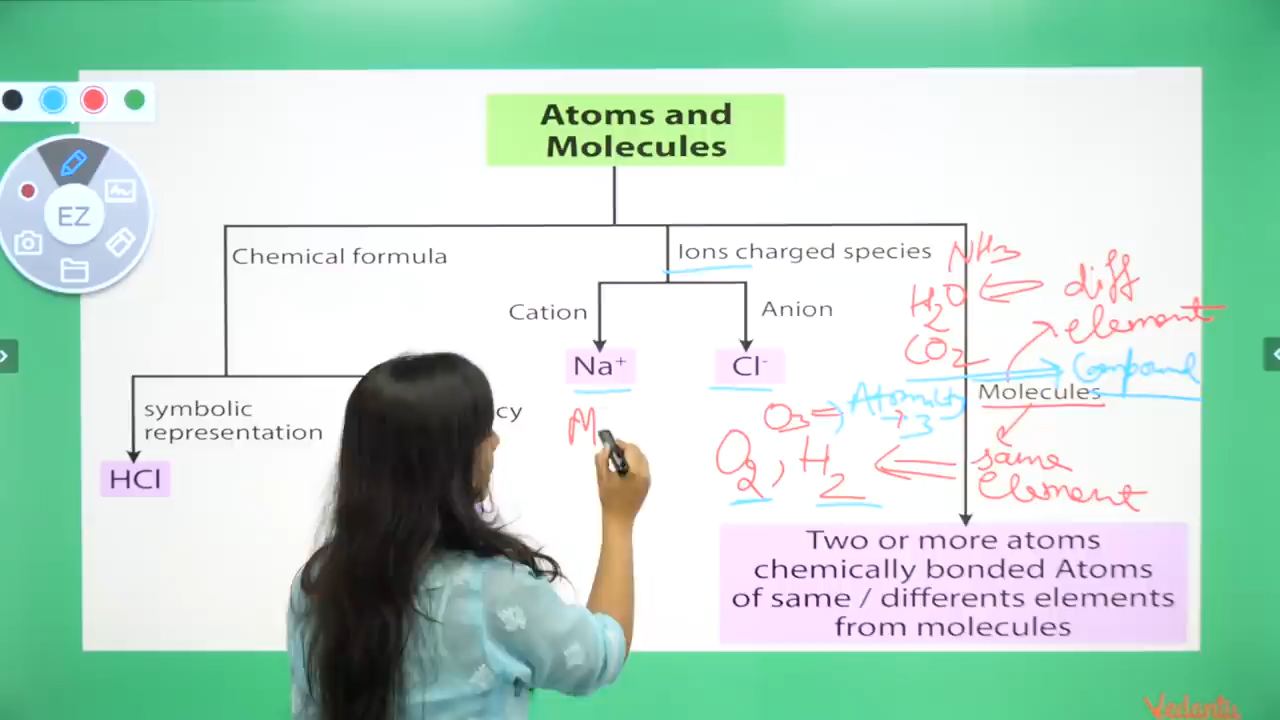 EZ
Atoms and
Molecules
Chemical formula
Ions charged species
Cation
Anion
Na⁺
Cl⁻
symbolic
representation
HCl
cy
M
NH3
H2O
CO2
diff
element
Compound
Molecules
O3 → Atomicity
→ 3
O2, H2
same
element
Two or more atoms
chemically bonded Atoms
of same / differents elements
from molecules
Vedantu